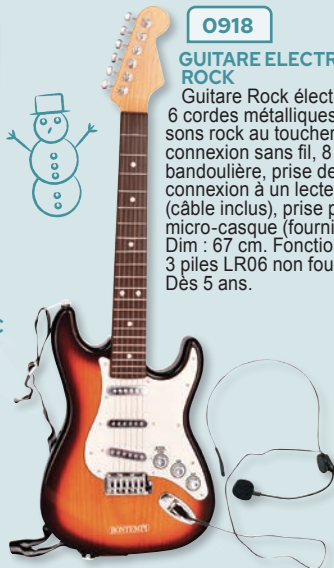 0918
GUITARE ELECTR
ROCK
Guitare Rock élect
6 cordes métalliques
sons rock au toucher
connexion sans fil, 8
bandoulière, prise de
connexion à un lecte
(câble inclus), prise p
micro-casque (fourni
Dim : 67 cm. Fonctio
3 piles LR06 non fou
Dès 5 ans.
BONTEMPI